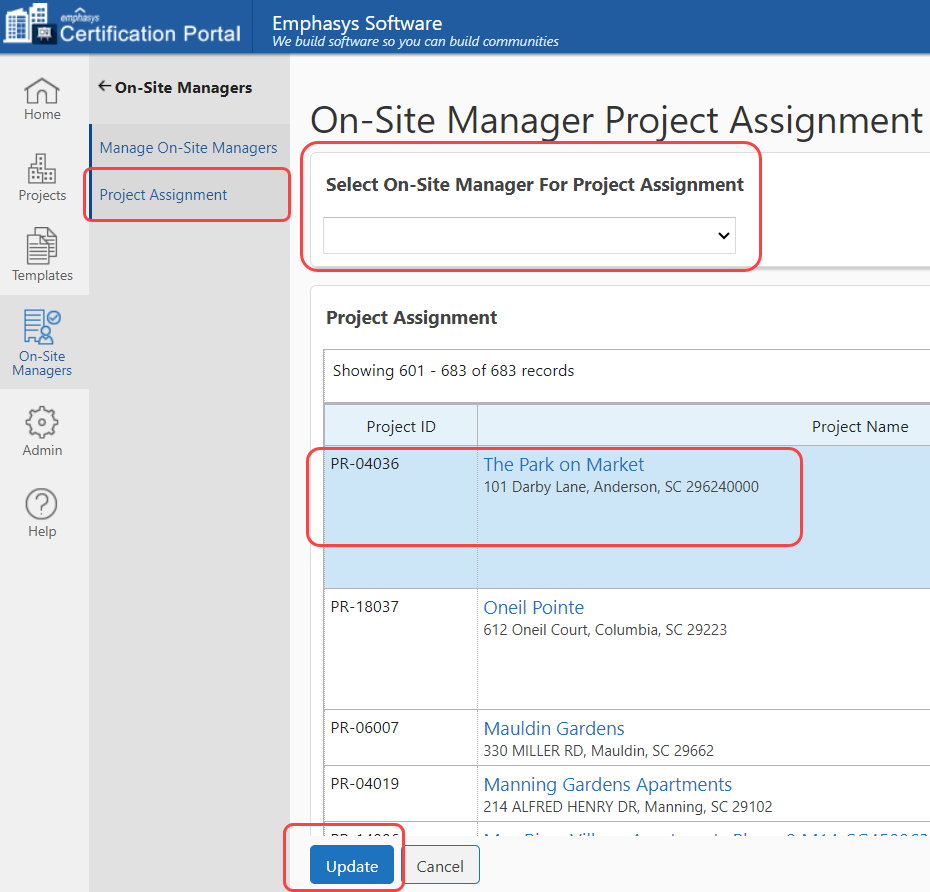 emphasys
Certification Portal
Emphasys Software
We build software so you can build communities
Home
Projects
Templates
On-Site
Managers
Admin
Help
←On-Site Managers
Manage On-Site Managers
Project Assignment
On-Site Manager Project Assignment
Select On-Site Manager For Project Assignment
Project Assignment
Showing 601 - 683 of 683 records
Project ID
Project Name
PR-04036
The Park on Market
101 Darby Lane, Anderson, SC 296240000
PR-18037
Oneil Pointe
612 Oneil Court, Columbia, SC 29223
PR-06007
Mauldin Gardens
330 MILLER RD, Mauldin, SC 29662
PR-04019
Manning Gardens Apartments
214 ALFRED HENRY DR, Manning, SC 29102
Update
Cancel